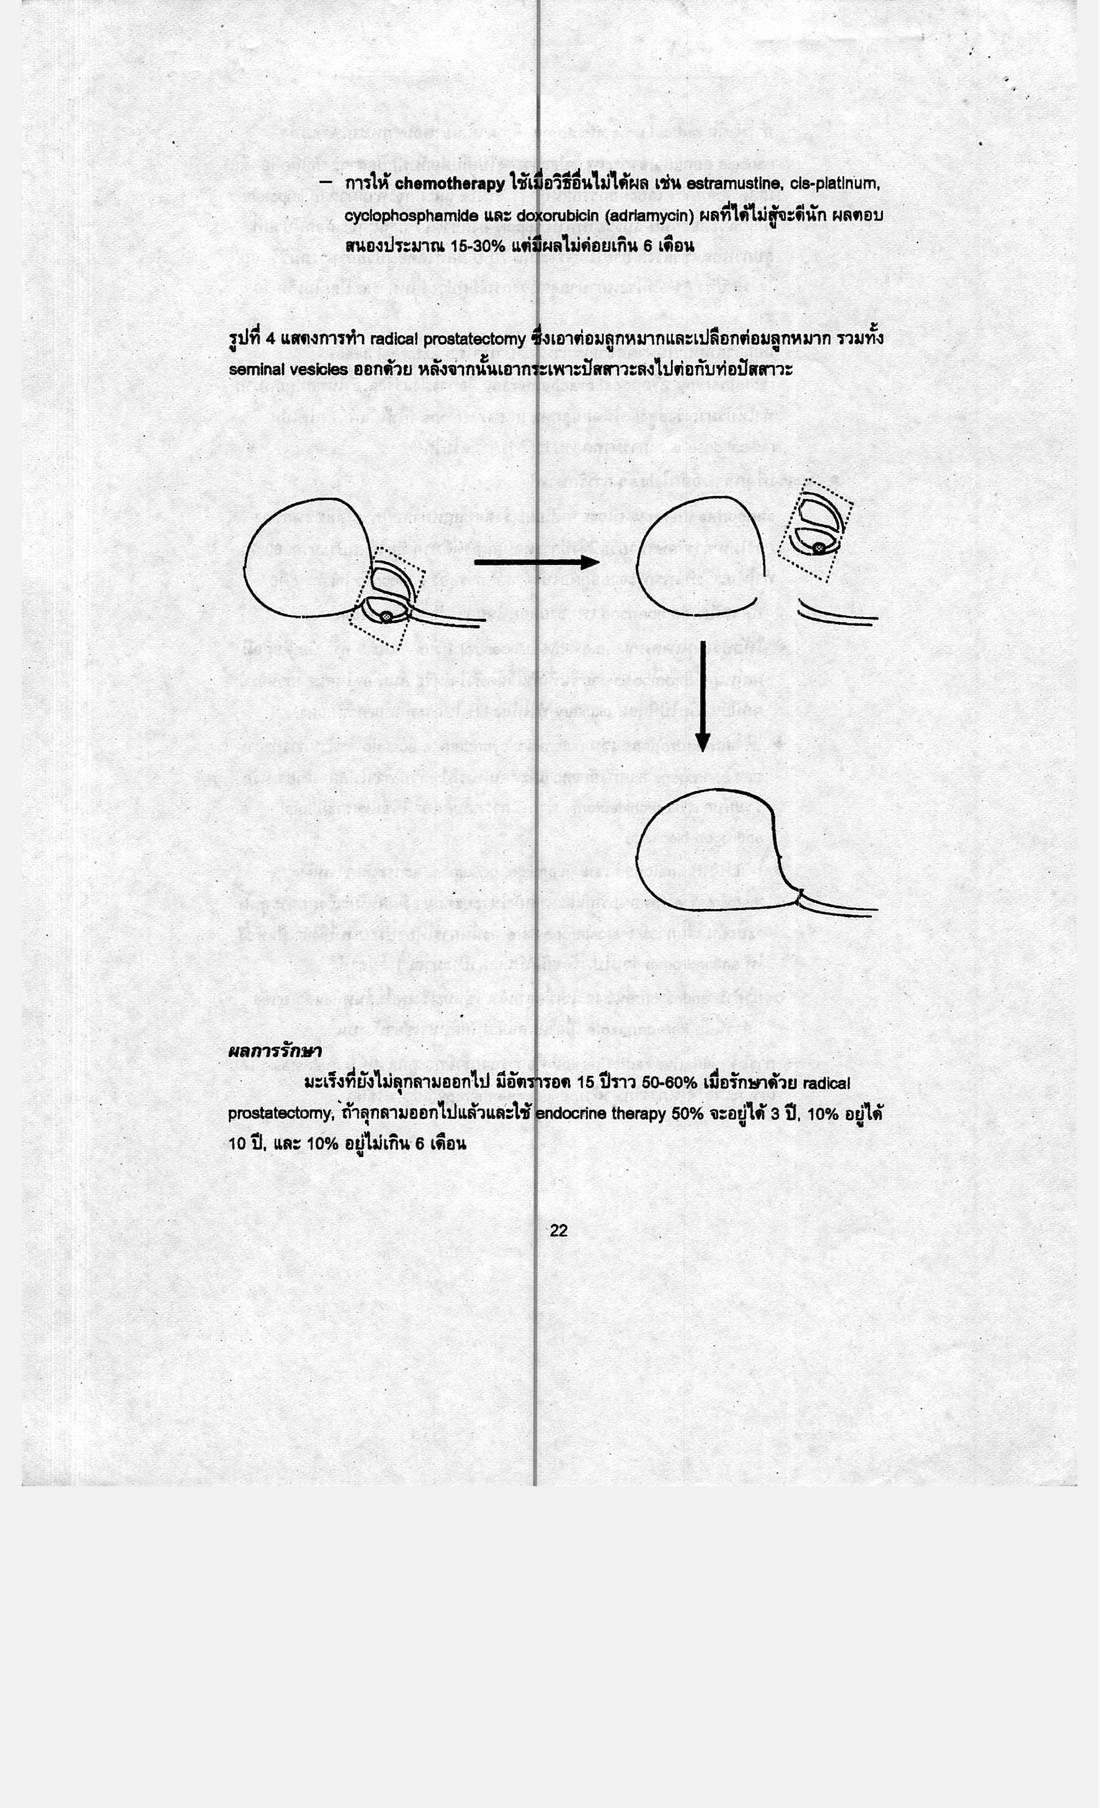 – การให้ chemotherapy ใช้เมื่อวิธีอื่นไม่ได้ผล เช่น estramustine, cis-platinum,
cyclophosphamide และ doxorubicin (adriamycin) ผลที่ได้ไม่สู้จะดีนัก ผลตอบ
สนองประมาณ 15-30% แต่มีผลไม่ค่อยเกิน 6 เดือน
รูปที่ 4 แสดงการทำ radical prostatectomy ซึ่งเอาต่อมลูกหมากและเปลือกต่อมลูกหมาก รวมทั้ง
seminal vesicles ออกด้วย หลังจากนั้นเอากระเพาะปัสสาวะลงไปต่อกับท่อปัสสาวะ
ผลการรักษา
มะเร็งที่ยังไม่ลุกลามออกไป มีอัตรารอด 15 ปีราว 50-60% เมื่อรักษาด้วย radical
prostatectomy, ถ้าลุกลามออกไปแล้วและใช้ endocrine therapy 50% จะอยู่ได้ 3 ปี, 10% อยู่ได้
10 ปี, และ 10% อยู่ไม่เกิน 6 เดือน
22